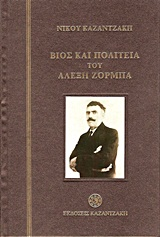 ΝΙΚΟΥ ΚΑΖΑΝΤΖΑΚΗ
ΒΙΟΣ ΚΑΙ ΠΟΛΙΤΕΙΑ
ΤΟΥ
ΑΛΕΞΗ ΖΟΡΜΠΑ
ΕΚΔΟΣΕΙΣ ΚΑΖΑΝΤΖΑΚΗ